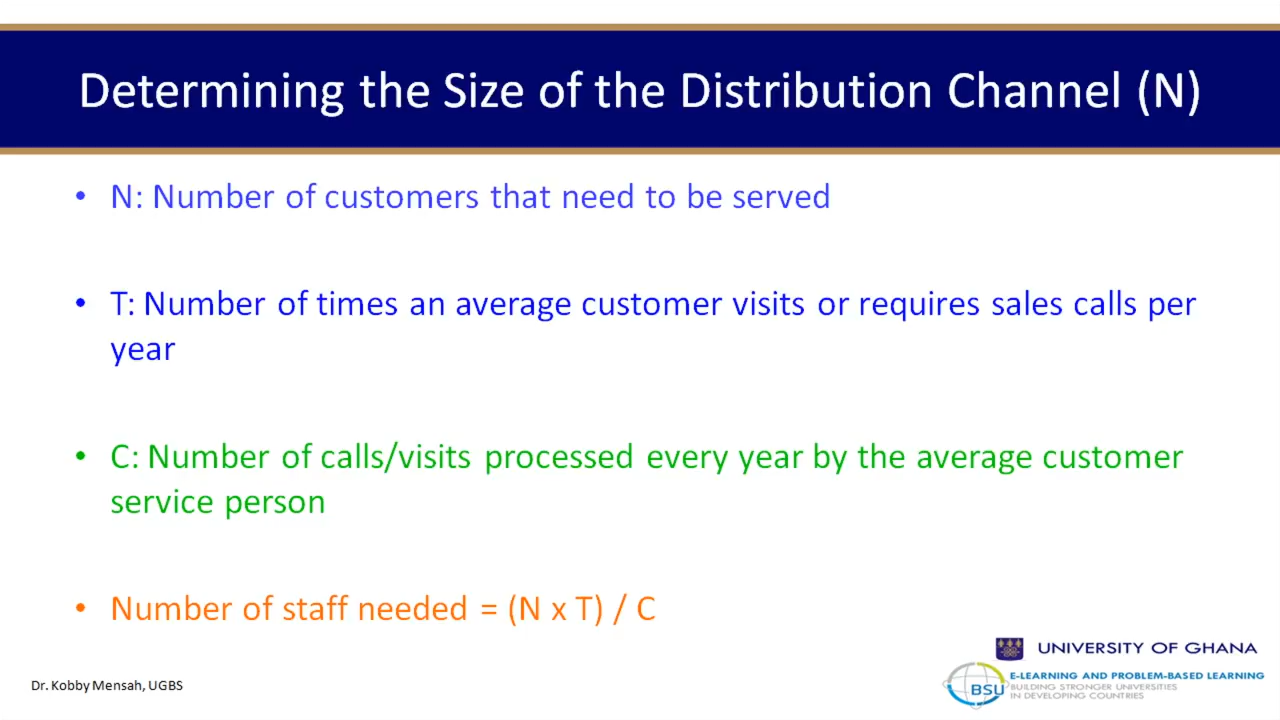 Determining the Size of the Distribution Channel (N)
• N: Number of customers that need to be served
• T: Number of times an average customer visits or requires sales calls per
year
• C: Number of calls/visits processed every year by the average customer
service person
• Number of staff needed = (N x T) / C
UNIVERSITY OF GHANA
BSU
E-LEARNING AND PROBLEM-BASED LEARNING
BUILDING STRONGER UNIVERSITIES
IN DEVELOPING COUNTRIES
Dr. Kobby Mensah, UGBS